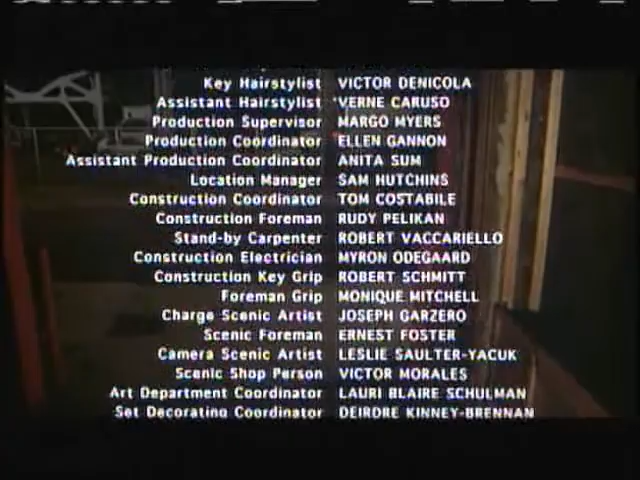 Key Hairstylist VICTOR DENICOLA
Assistant Hairstylist VERNE CARUSO
Production Supervisor MARGO MYERS
Production Coordinator ELLEN GANNON
Assistant Production Coordinator ANITA SUM
Location Manager SAM HUTCHINS
Construction Coordinator TOM COSTABILE
Construction Foreman RUDY PELIKAN
Stand-by Carpenter ROBERT VACCARIELLO
Construction Electrician MYRON ODEGAARD
Construction Key Grip ROBERT SCHMITT
Foreman Grip MONIQUE MITCHELL
Charge Scenic Artist JOSEPH GARZERO
Scenic Foreman ERNEST FOSTER
Camera Scenic Artist LESLIE SAULTER-YACUK
Scenic Shop Person VICTOR MORALES
Art Department Coordinator LAURI BLAIRE SCHULMAN
Set Decorating Coordinator DEIRDRE KINNEY-BRENNAN